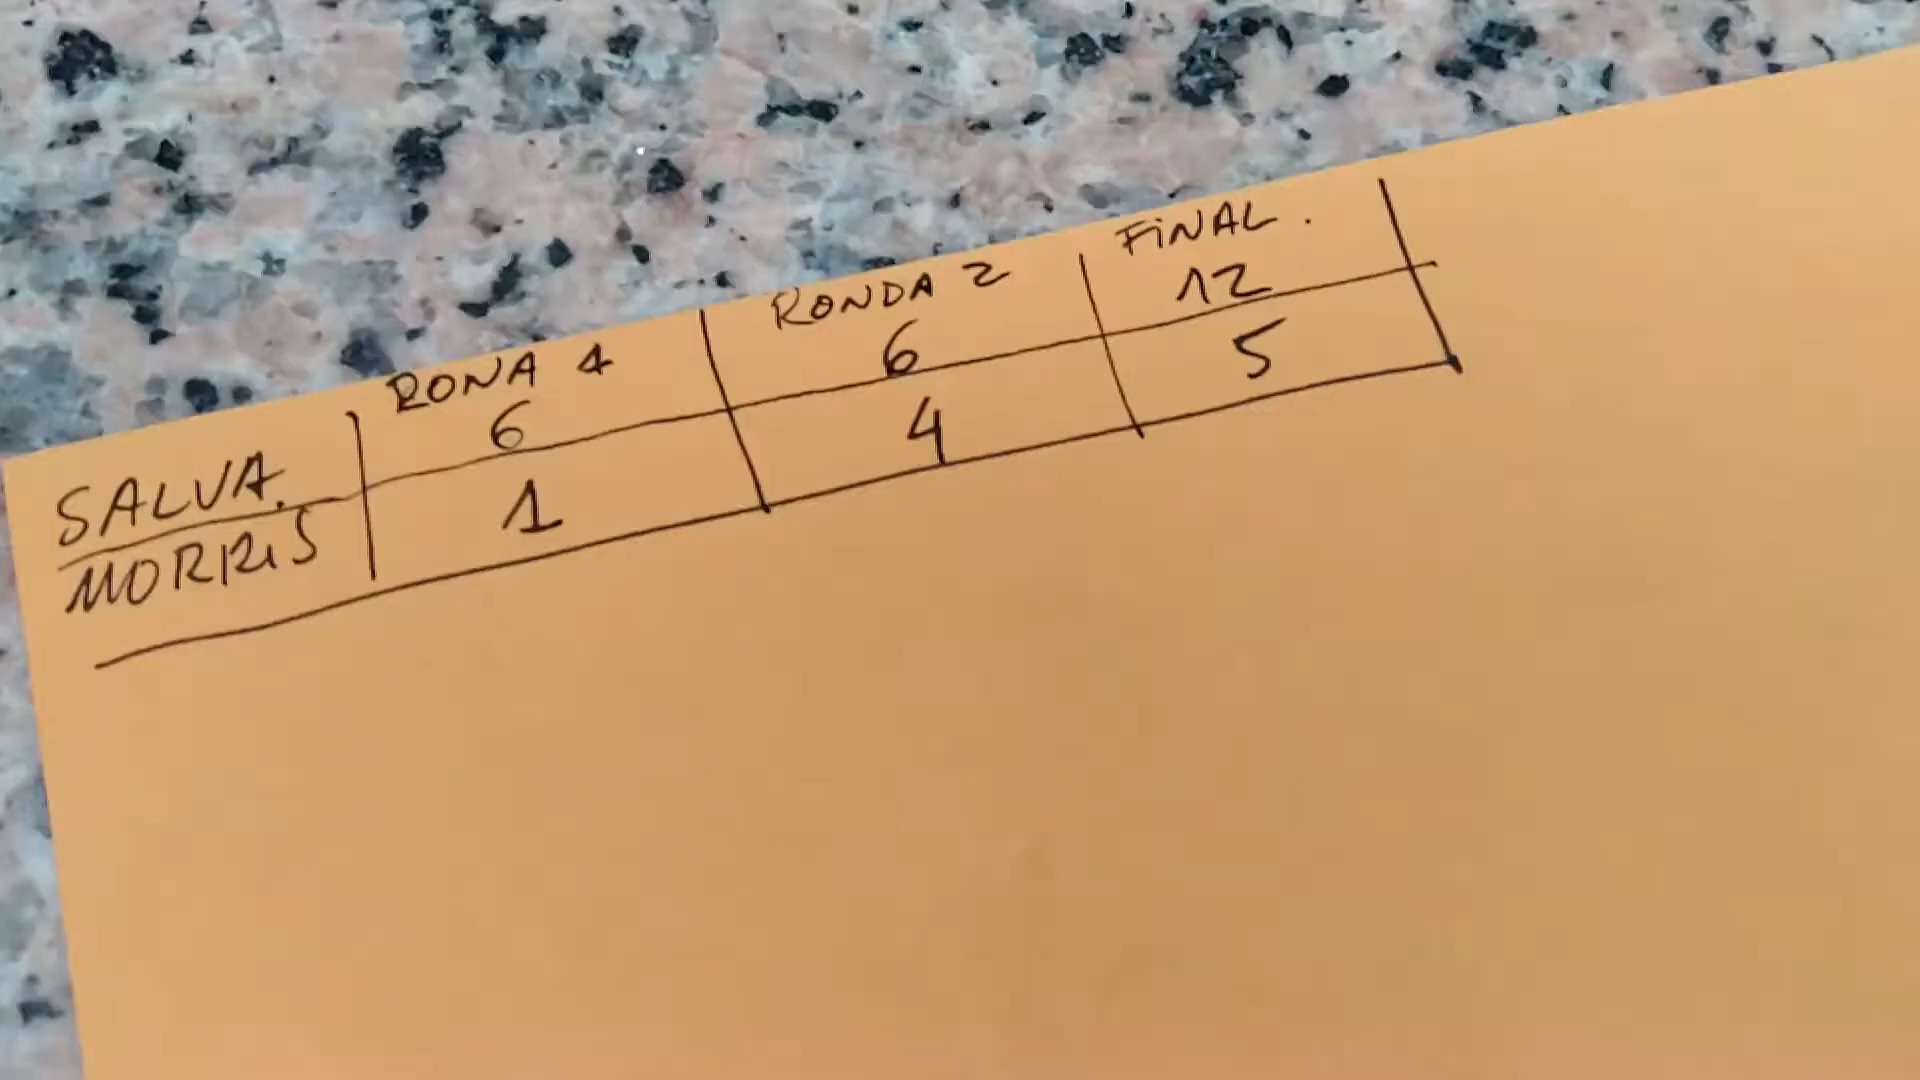 RONA 1 RONDA 2 FINAL.
SALVA. 6 6 12
MORRIS 1 4 5